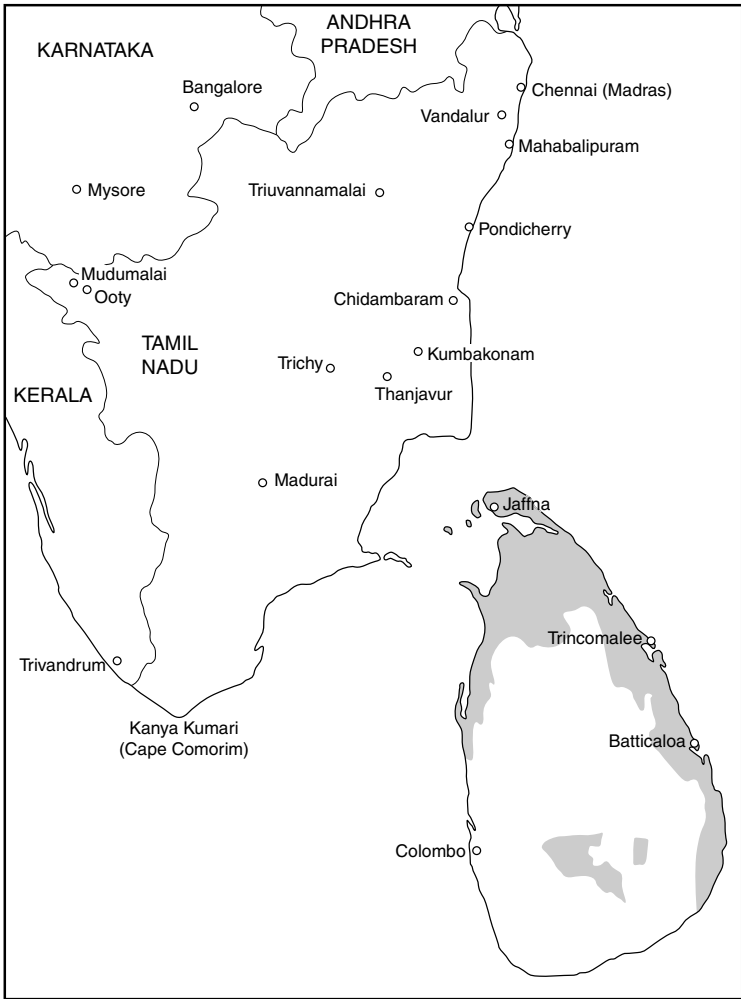 ANDHRA
PRADESH
KARNATAKA
Bangalore
Chennai (Madras)
Vandalur
Mahabalipuram
Mysore
Triuvannamalai
Pondicherry
Mudumalai
Ooty
Chidambaram
TAMIL
NADU
Kumbakonam
Trichy
Thanjavur
KERALA
Madurai
Jaffna
Trincomalee
Trivandrum
Kanya Kumari
(Cape Comorim)
Batticaloa
Colombo